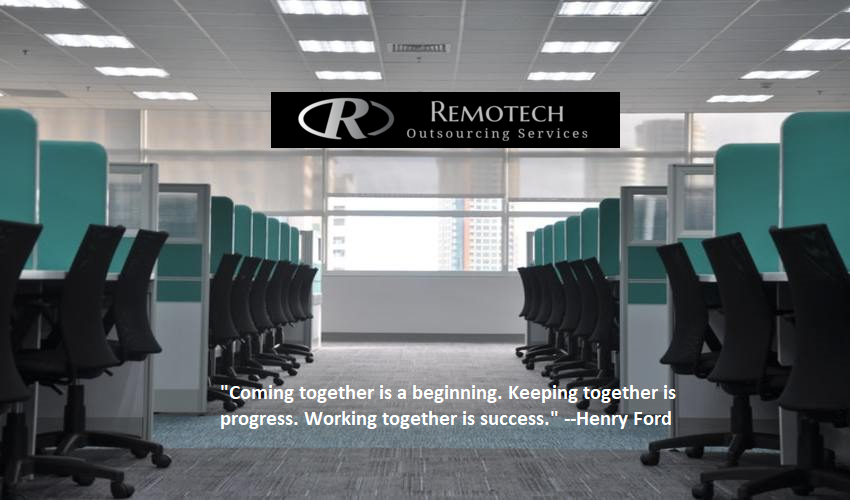 R REMOTECH
Outsourcing Services
"Coming together is a beginning. Keeping together is
progress. Working together is success." --Henry Ford